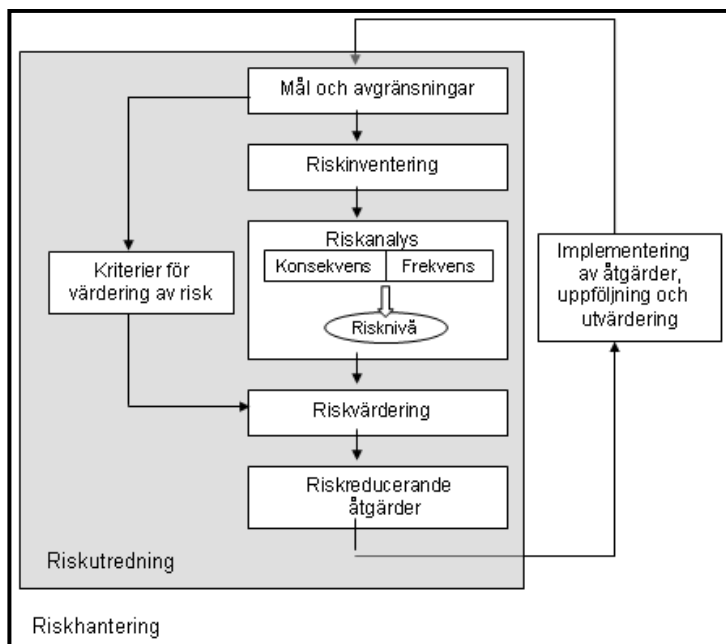 Mål och avgränsningar
Riskinventering
Riskanalys
Konsekvens
Frekvens
Risknivå
Kriterier för
värdering av risk
Implementering
av åtgärder,
uppföljning och
utvärdering
Riskvärdering
Riskreducerande
åtgärder
Riskutredning
Riskhantering